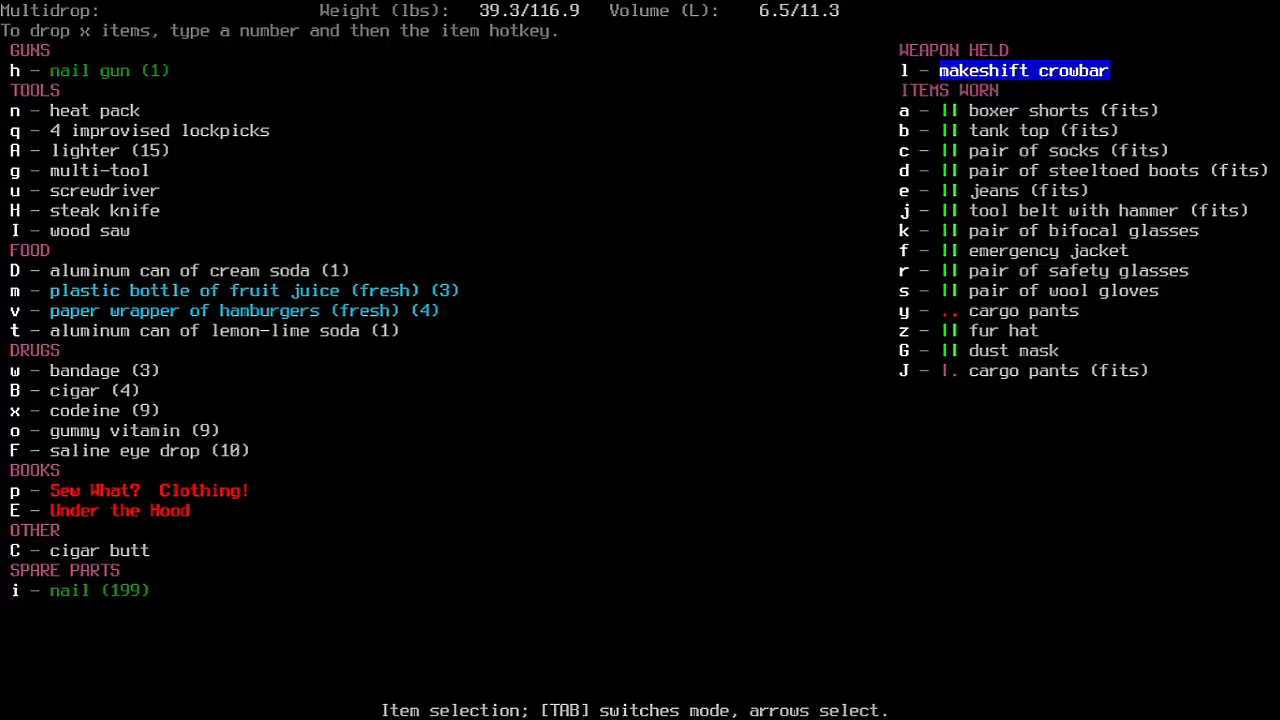 Multidrop: Weight (lbs): 39.3/116.9 Volume (L): 6.5/11.3
To drop x items, type a number and then the item hotkey.
GUNS
h - nail gun (1)
TOOLS
n - heat pack
q - 4 improvised lockpicks
A - lighter (15)
g - multi-tool
u - screwdriver
H - steak knife
I - wood saw
FOOD
D - aluminum can of cream soda (1)
m - plastic bottle of fruit juice (fresh) (3)
v - paper wrapper of hamburgers (fresh) (4)
t - aluminum can of lemon-lime soda (1)
DRUGS
w - bandage (3)
B - cigar (4)
x - codeine (9)
o - gummy vitamin (9)
F - saline eye drop (10)
BOOKS
p - Sew What?  Clothing!
E - Under the Hood
OTHER
C - cigar butt
SPARE PARTS
i - nail (199)
WEAPON HELD
l - makeshift crowbar
ITEMS WORN
a - || boxer shorts (fits)
b - || tank top (fits)
c - || pair of socks (fits)
d - || pair of steeltoed boots (fits)
e - || jeans (fits)
j - || tool belt with hammer (fits)
k - || pair of bifocal glasses
f - || emergency jacket
r - || pair of safety glasses
s - || pair of wool gloves
y - .. cargo pants
z - || fur hat
G - || dust mask
J - |. cargo pants (fits)
Item selection; [TAB] switches mode, arrows select.